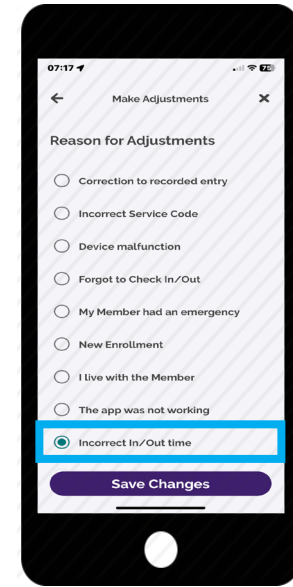 07:17
75
Make Adjustments
Reason for Adjustments
Correction to recorded entry
Incorrect Service Code
Device malfunction
Forgot to Check In/Out
My Member had an emergency
New Enrollment
I live with the Member
The app was not working
Incorrect In/Out time
Save Changes